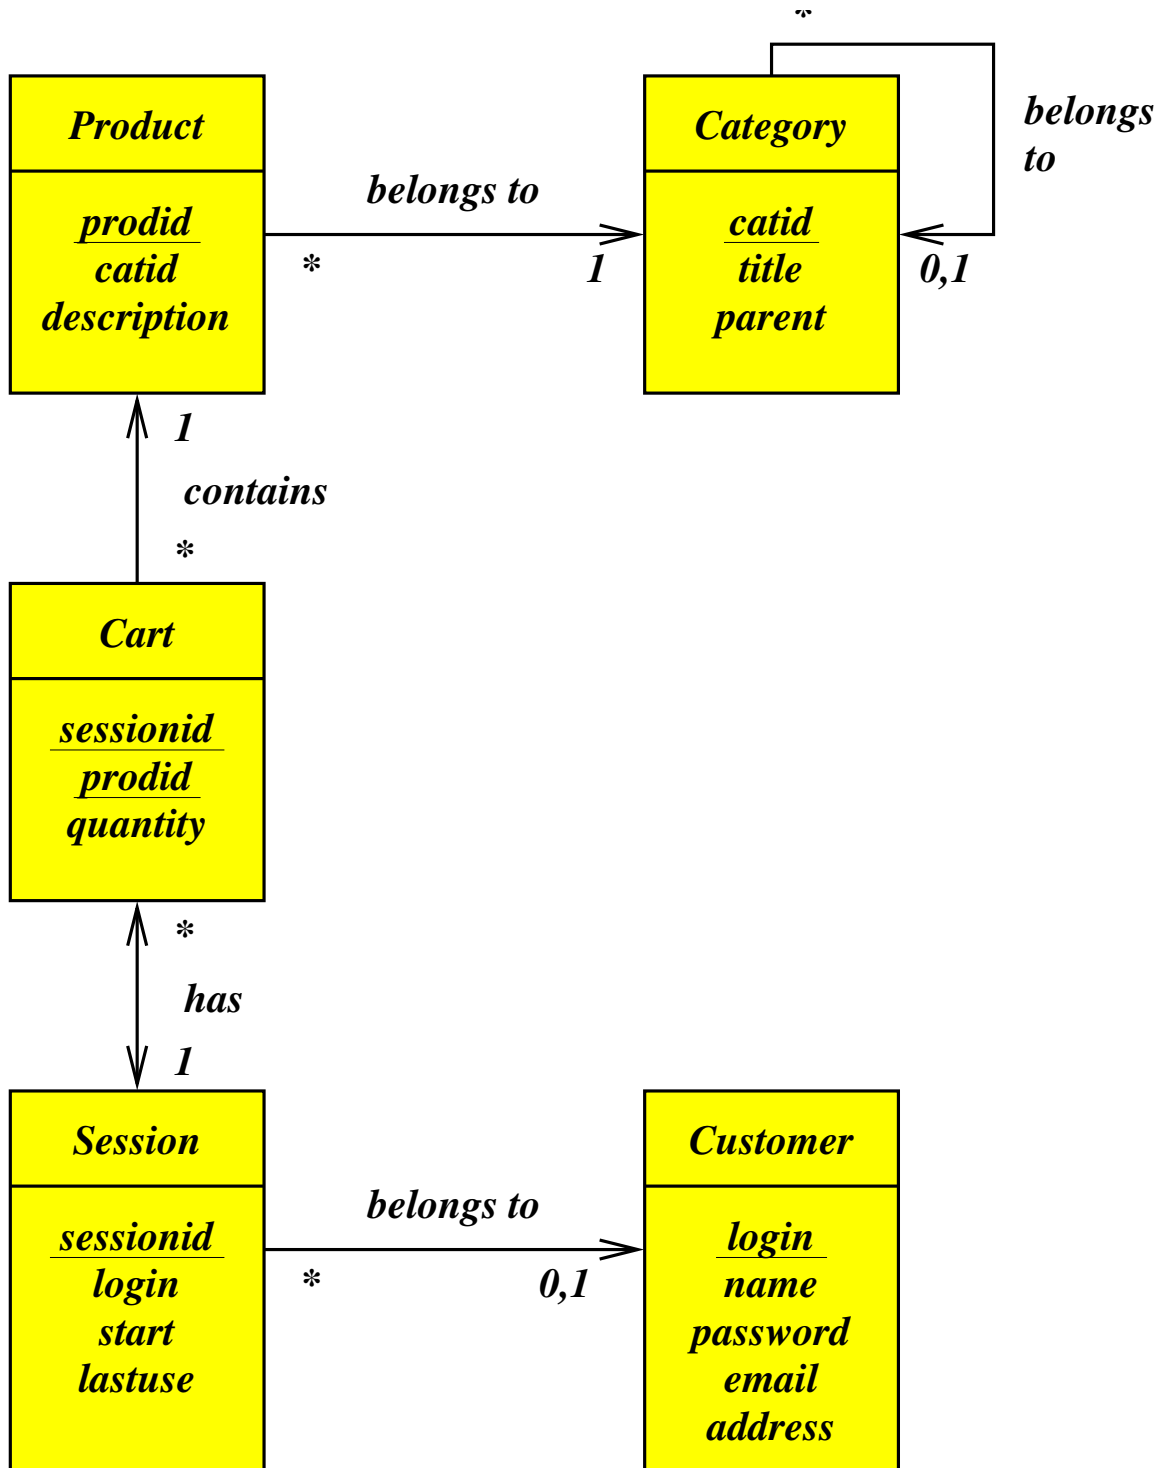 *
Product
Category
belongs
to
belongs to
prodid
catid
description
*
1
catid
title
parent
0,1
1
contains
*
Cart
sessionid
prodid
quantity
*
has
1
Session
Customer
belongs to
sessionid
login
start
lastuse
*
0,1
login
name
password
email
address